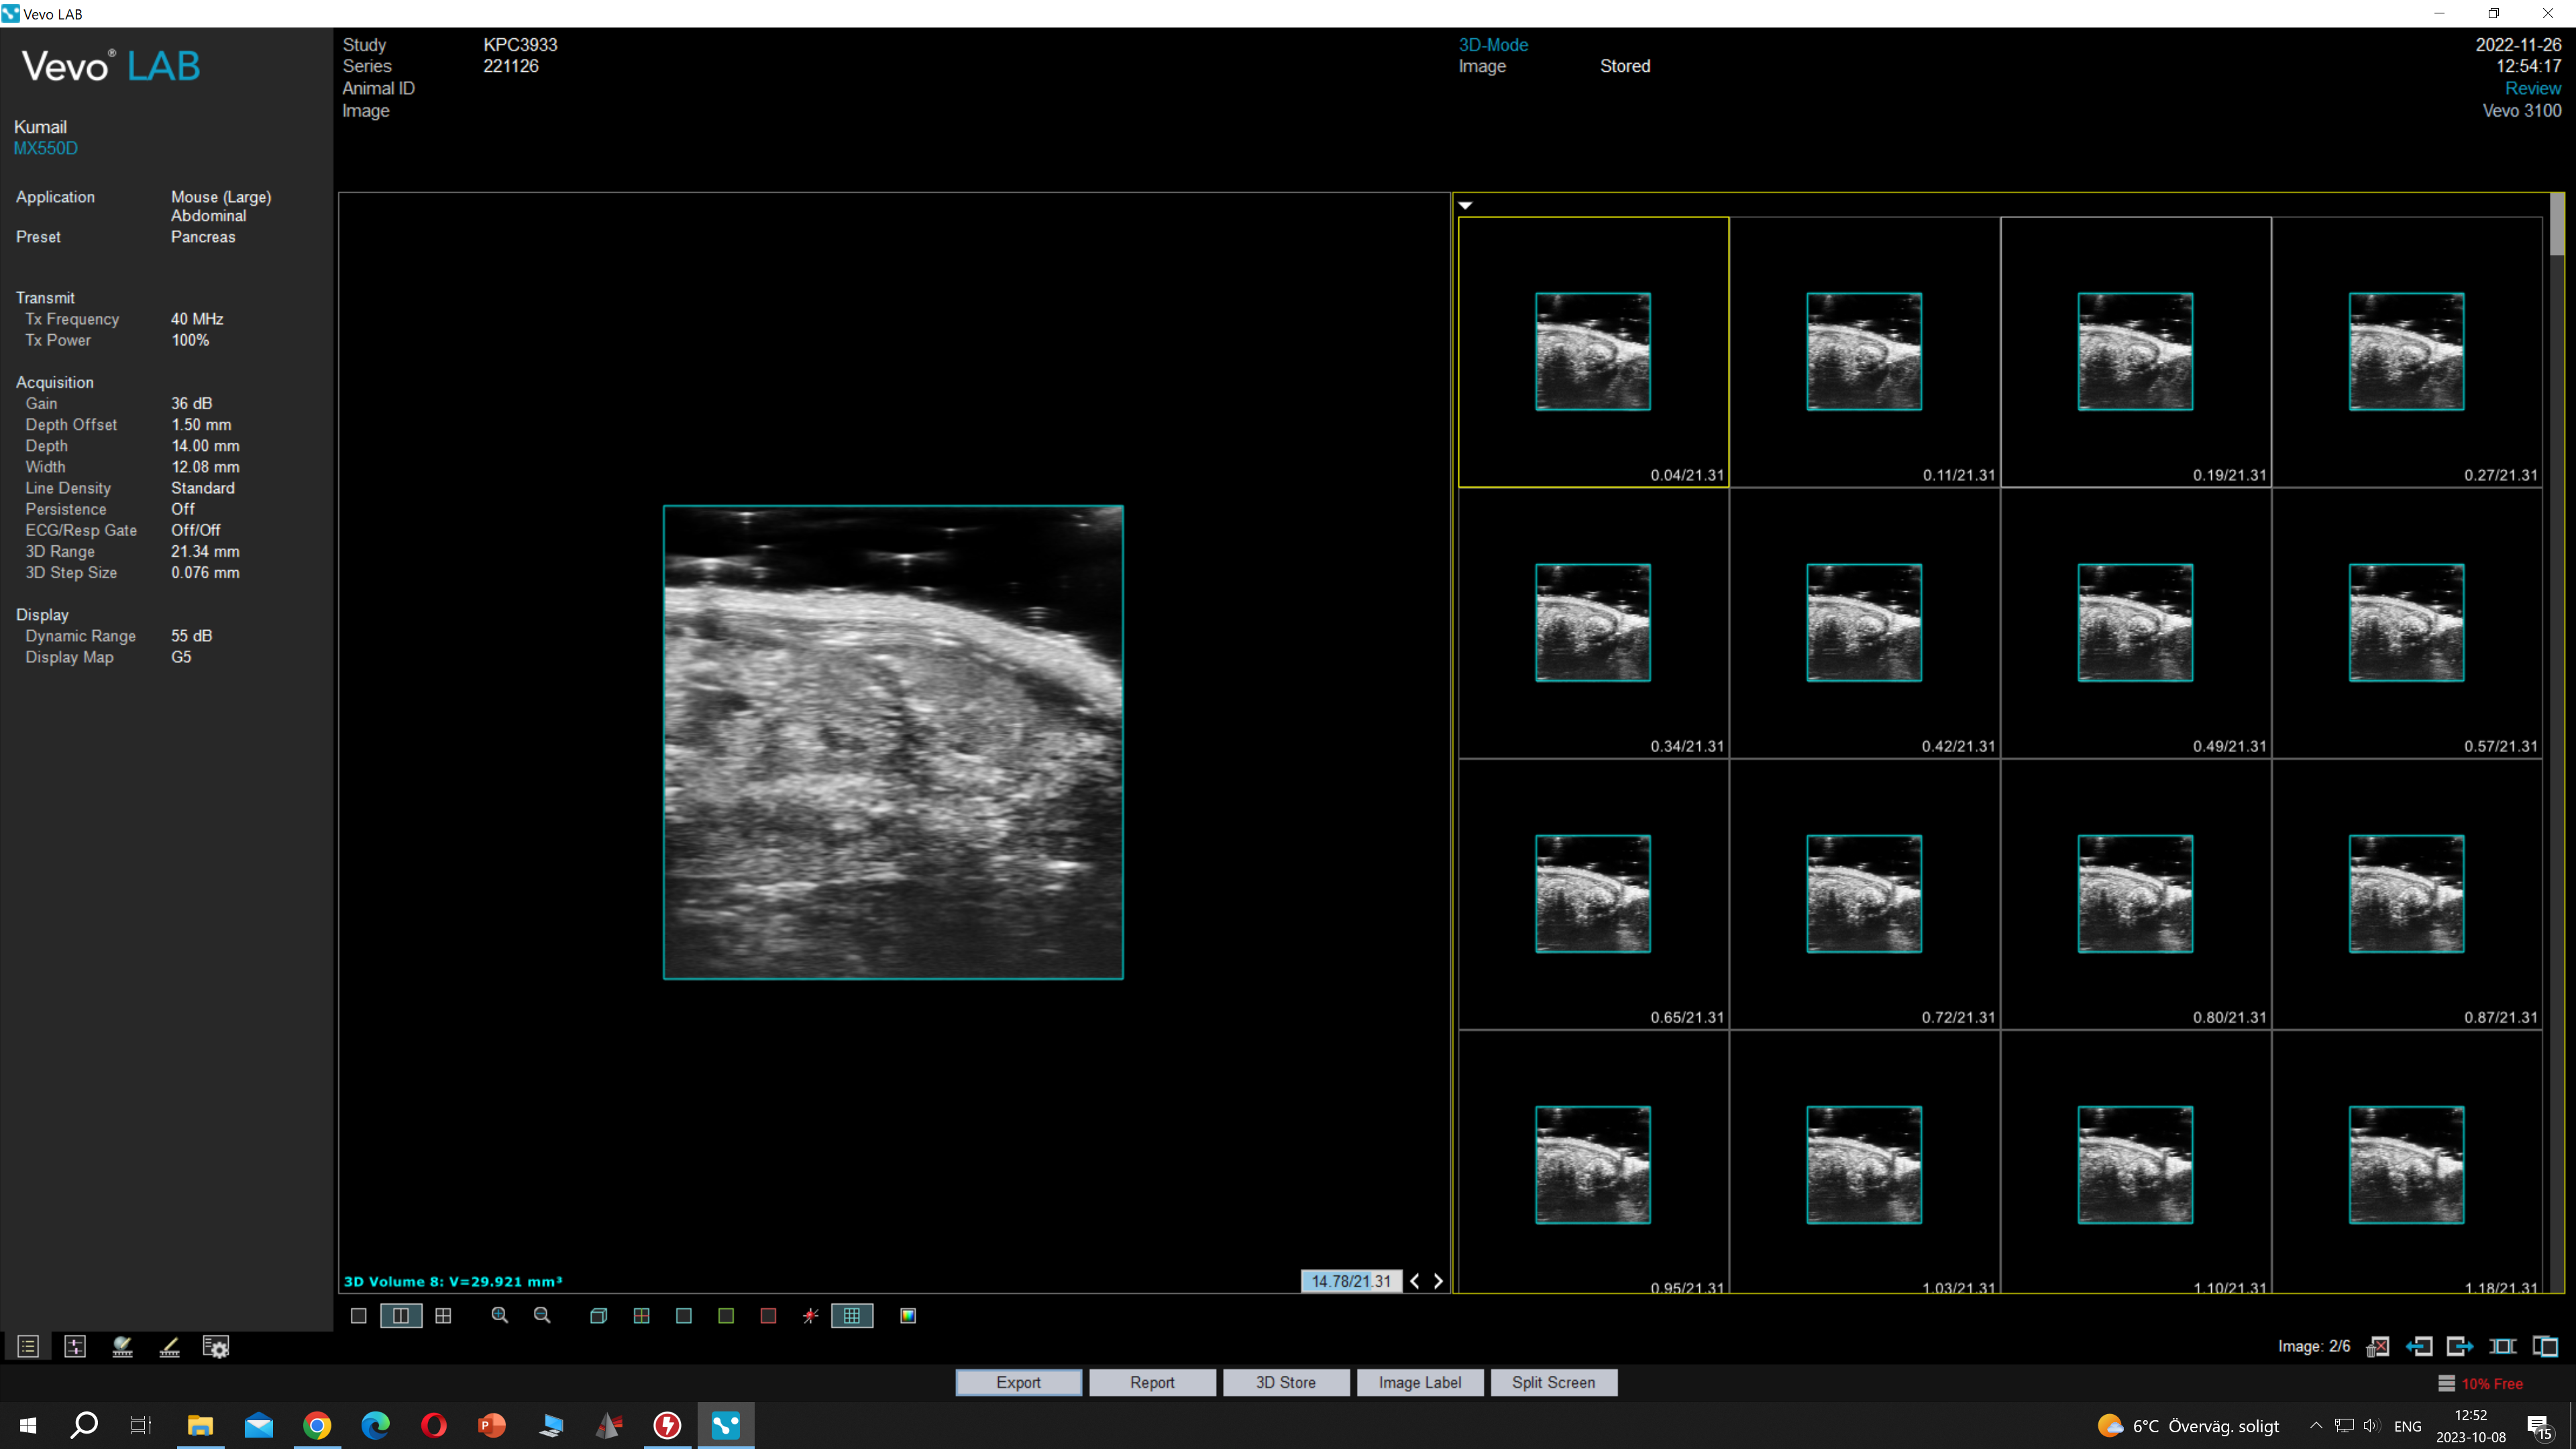 Vevo LAB
Vevo® LAB
Kumail
MX550D
Application Mouse (Large)
Abdominal
Preset Pancreas
Transmit
Tx Frequency 40 MHz
Tx Power 100%
Acquisition
Gain 36 dB
Depth Offset 1.50 mm
Depth 14.00 mm
Width 12.08 mm
Line Density Standard
Persistence Off
ECG/Resp Gate Off/Off
3D Range 21.34 mm
3D Step Size 0.076 mm
Display
Dynamic Range 55 dB
Display Map G5
Study KPC3933
Series 221126
Animal ID
Image
3D-Mode
Image Stored
2022-11-26
12:54:17
Review
Vevo 3100
3D Volume 8: V=29.921 mm³
14.78/21.31
0.04/21.31 0.11/21.31 0.19/21.31 0.27/21.31
0.34/21.31 0.42/21.31 0.49/21.31 0.57/21.31
0.65/21.31 0.72/21.31 0.80/21.31 0.87/21.31
0.95/21.31 1.03/21.31 1.10/21.31 1.18/21.31
Image: 2/6
Export Report 3D Store Image Label Split Screen
10% Free
P
6°C Överväg. soligt
ENG
12:52
2023-10-08
15